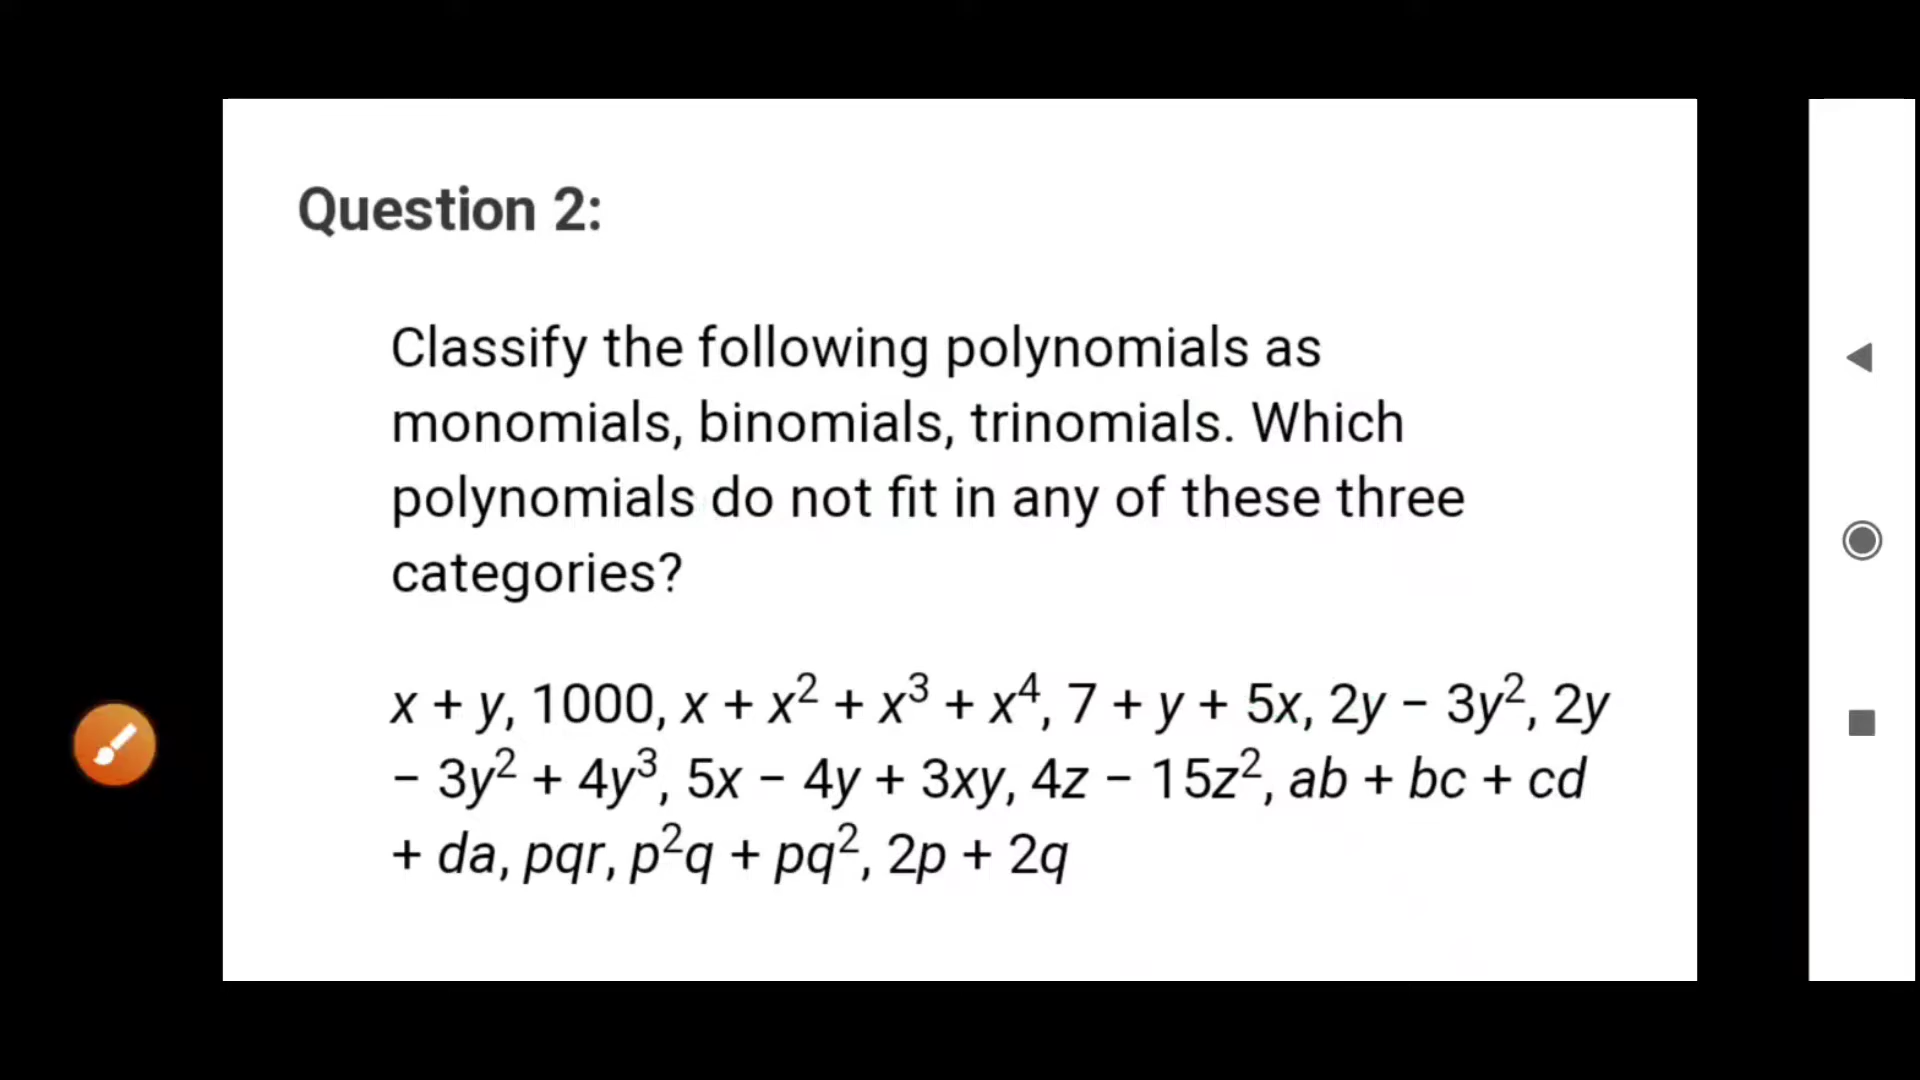 Question 2:
Classify the following polynomials as
monomials, binomials, trinomials. Which
polynomials do not fit in any of these three
categories?
x + y, 1000, x + x² + x³ + x⁴, 7 + y + 5x, 2y − 3y², 2y
− 3y² + 4y³, 5x − 4y + 3xy, 4z − 15z², ab + bc + cd
+ da, pqr, p²q + pq², 2p + 2q